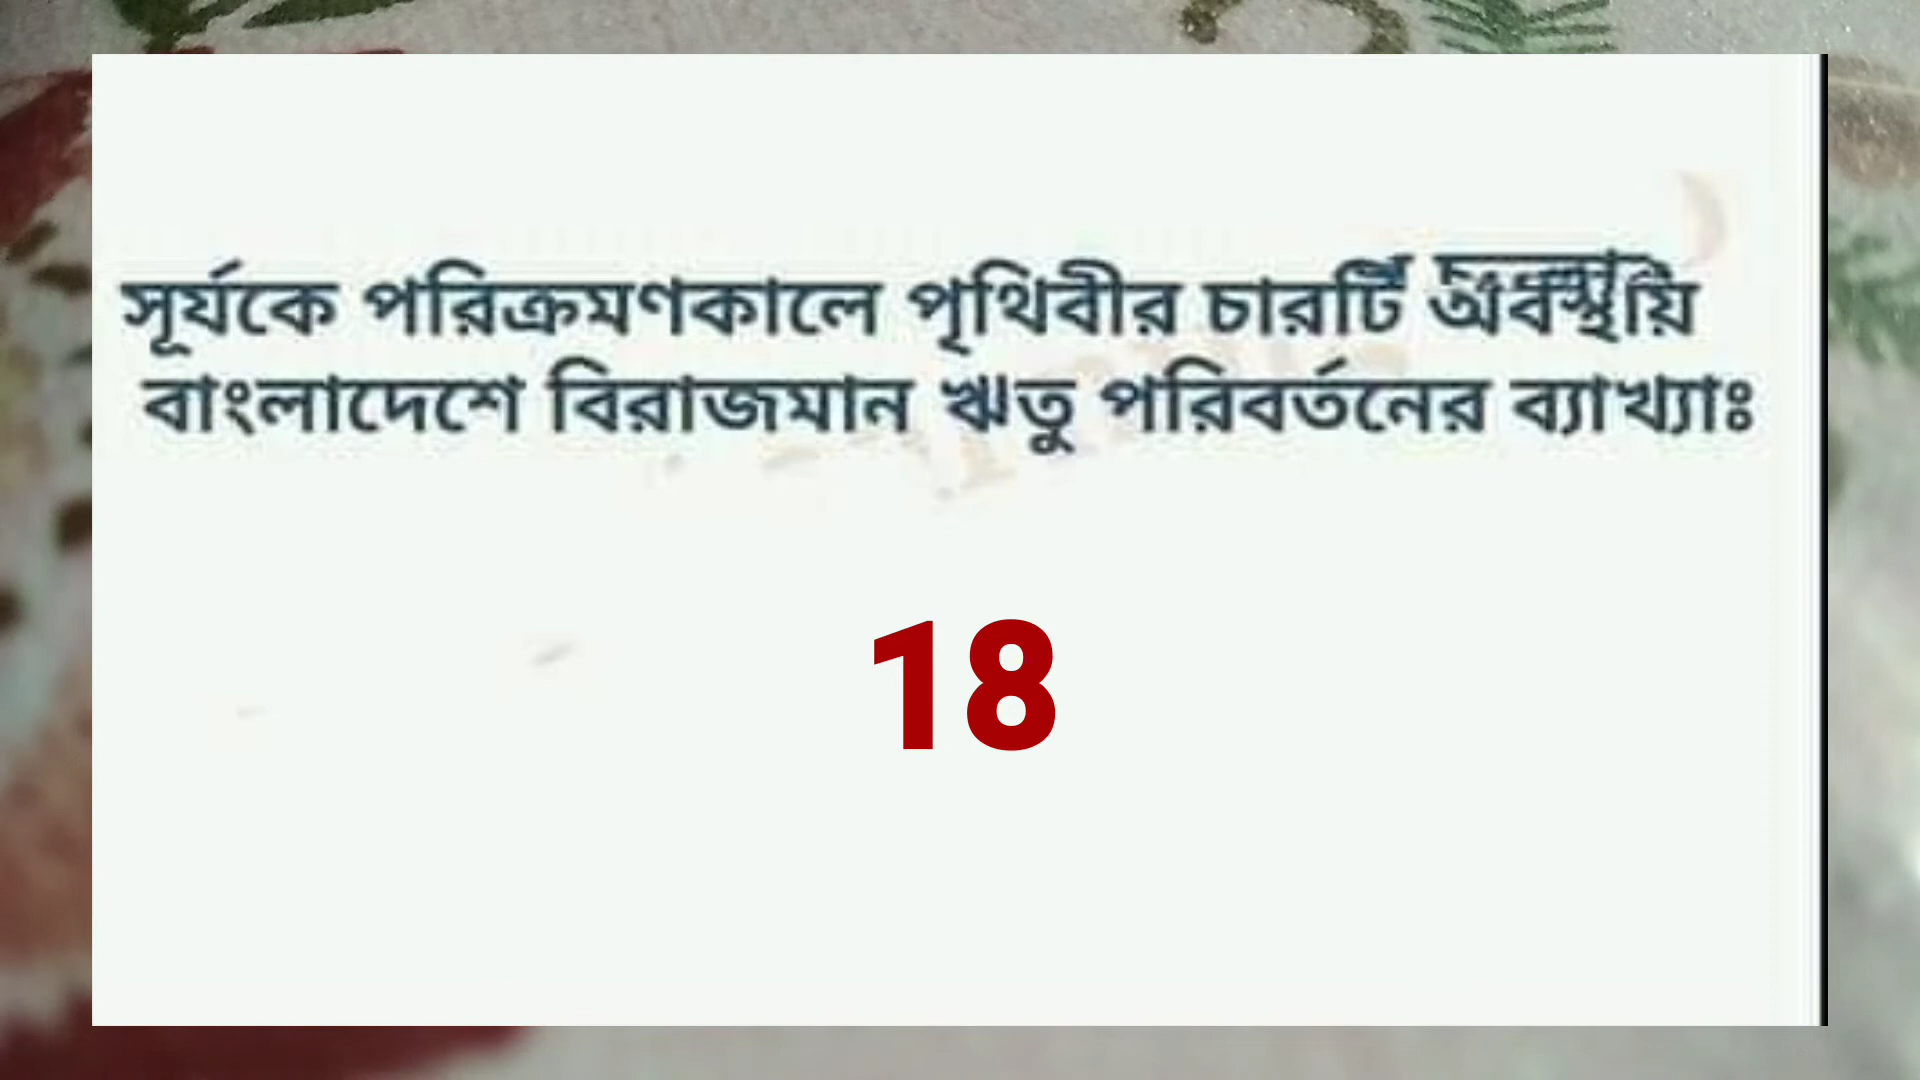 সূর্যকে পরিক্রমণকালে পৃথিবীর চারটি অবস্থায়
বাংলাদেশে বিরাজমান ঋতু পরিবর্তনের ব্যাখ্যাঃ
18